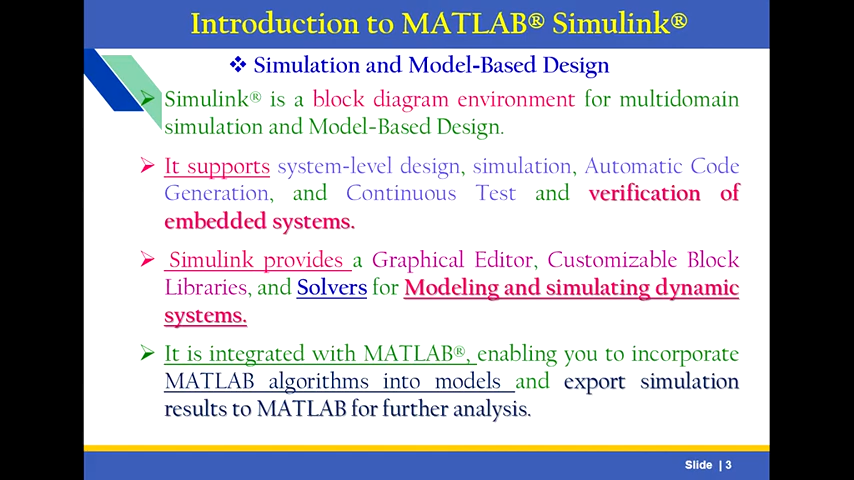 Introduction to MATLAB® Simulink®
❖ Simulation and Model-Based Design
➢ Simulink® is a block diagram environment for multidomain
simulation and Model-Based Design.
➢ It supports system-level design, simulation, Automatic Code
Generation, and Continuous Test and verification of
embedded systems.
➢ Simulink provides a Graphical Editor, Customizable Block
Libraries, and Solvers for Modeling and simulating dynamic
systems.
➢ It is integrated with MATLAB®, enabling you to incorporate
MATLAB algorithms into models and export simulation
results to MATLAB for further analysis.
Slide | 3